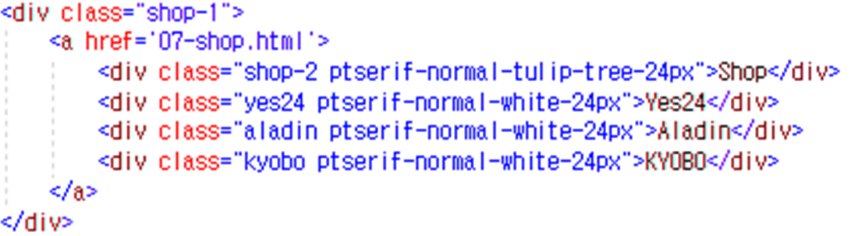 <div class="shop-1">
<a href='07-shop.html'>
<div class="shop-2 ptserif-normal-tulip-tree-24px">Shop</div>
<div class="yes24 ptserif-normal-white-24px">Yes24</div>
<div class="aladin ptserif-normal-white-24px">Aladin</div>
<div class="kyobo ptserif-normal-white-24px">KYOBO</div>
</a>
</div>